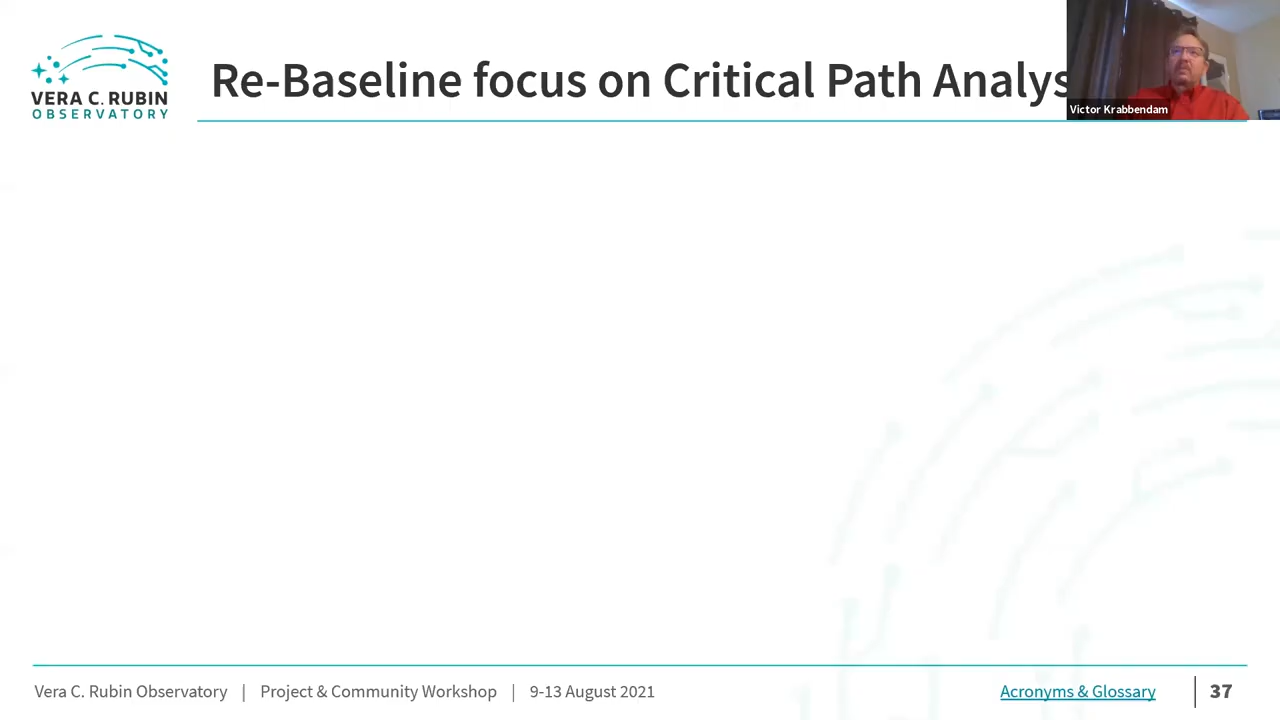 VERA C. RUBIN
OBSERVATORY
Re-Baseline focus on Critical Path Analys
Victor Krabbendam
Vera C. Rubin Observatory | Project & Community Workshop | 9-13 August 2021
Acronyms & Glossary | 37